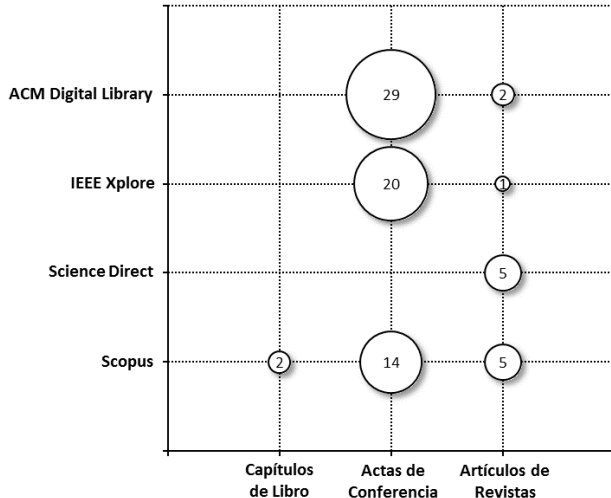 ACM Digital Library
29
2
IEEE Xplore
20
1
Science Direct
5
Scopus
2
14
5
Capítulos
de Libro
Actas de
Conferencia
Artículos de
Revistas